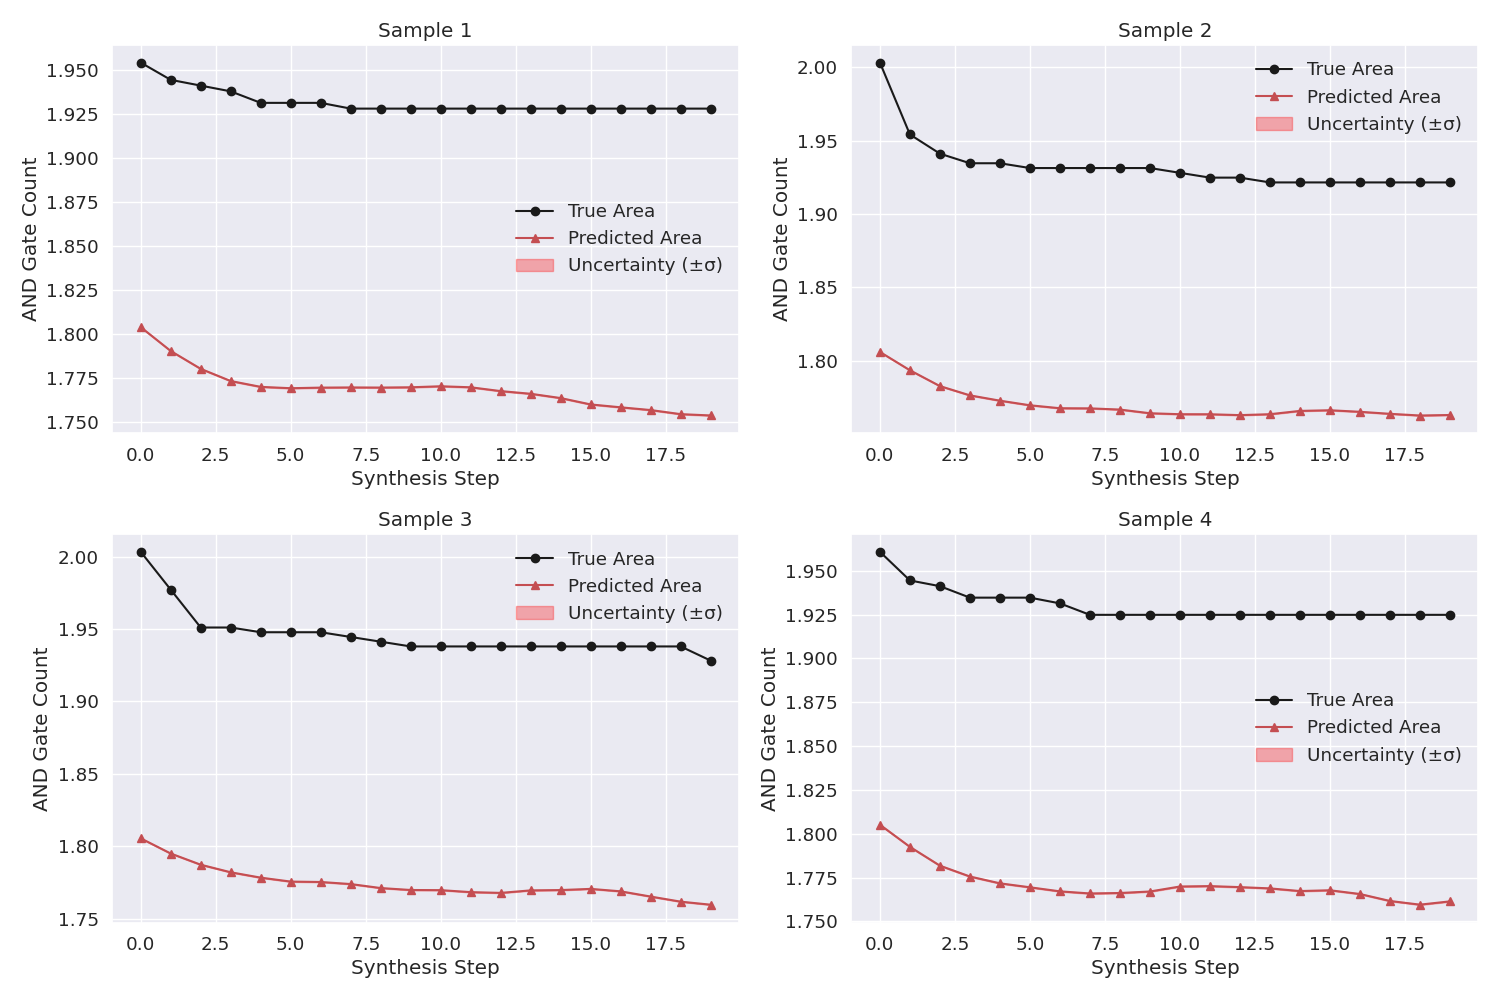 Sample 1
1.950
1.925
1.900
1.875
1.850
1.825
1.800
1.775
1.750
AND Gate Count
True Area
Predicted Area
Uncertainty (±σ)
0.0 2.5 5.0 7.5 10.0 12.5 15.0 17.5
Synthesis Step
Sample 2
2.00
1.95
1.90
1.85
1.80
AND Gate Count
True Area
Predicted Area
Uncertainty (±σ)
0.0 2.5 5.0 7.5 10.0 12.5 15.0 17.5
Synthesis Step
Sample 3
2.00
1.95
1.90
1.85
1.80
1.75
AND Gate Count
True Area
Predicted Area
Uncertainty (±σ)
0.0 2.5 5.0 7.5 10.0 12.5 15.0 17.5
Synthesis Step
Sample 4
1.950
1.925
1.900
1.875
1.850
1.825
1.800
1.775
1.750
AND Gate Count
True Area
Predicted Area
Uncertainty (±σ)
0.0 2.5 5.0 7.5 10.0 12.5 15.0 17.5
Synthesis Step